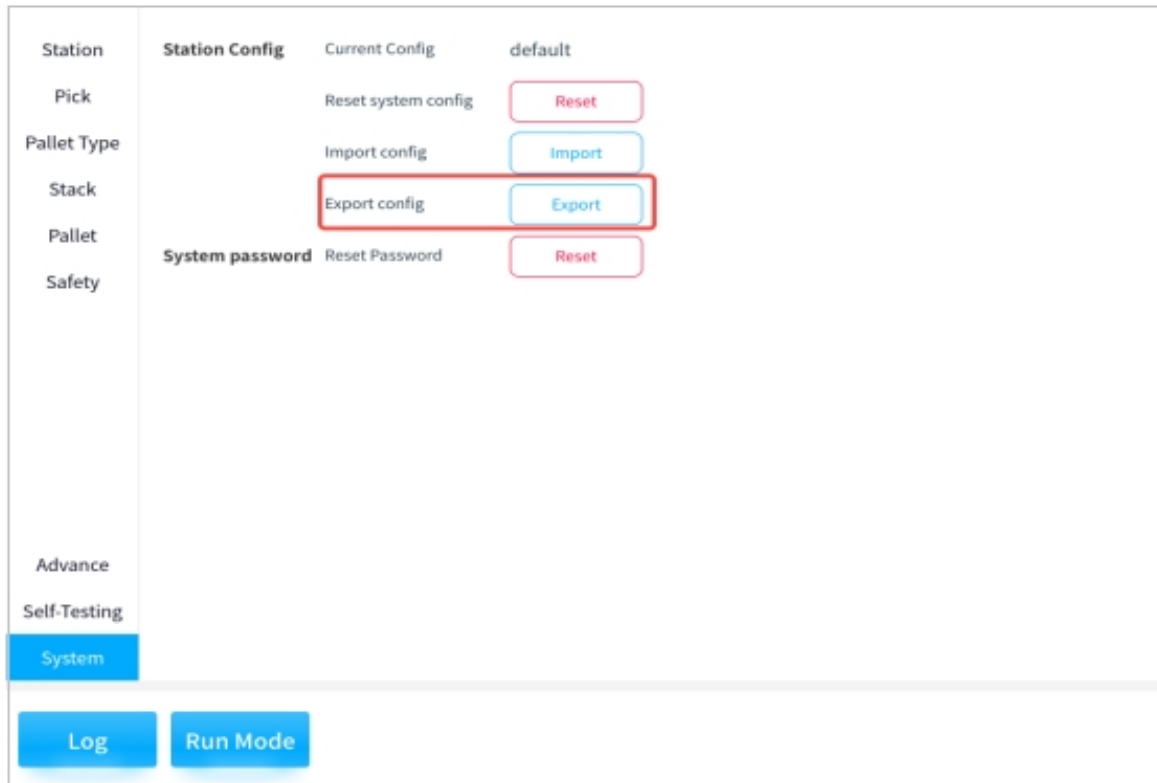 Station
Pick
Pallet Type
Stack
Pallet
Safety
Advance
Self-Testing
System
Station Config Current Config default
Reset system config Reset
Import config Import
Export config Export
System password Reset Password Reset
Log Run Mode